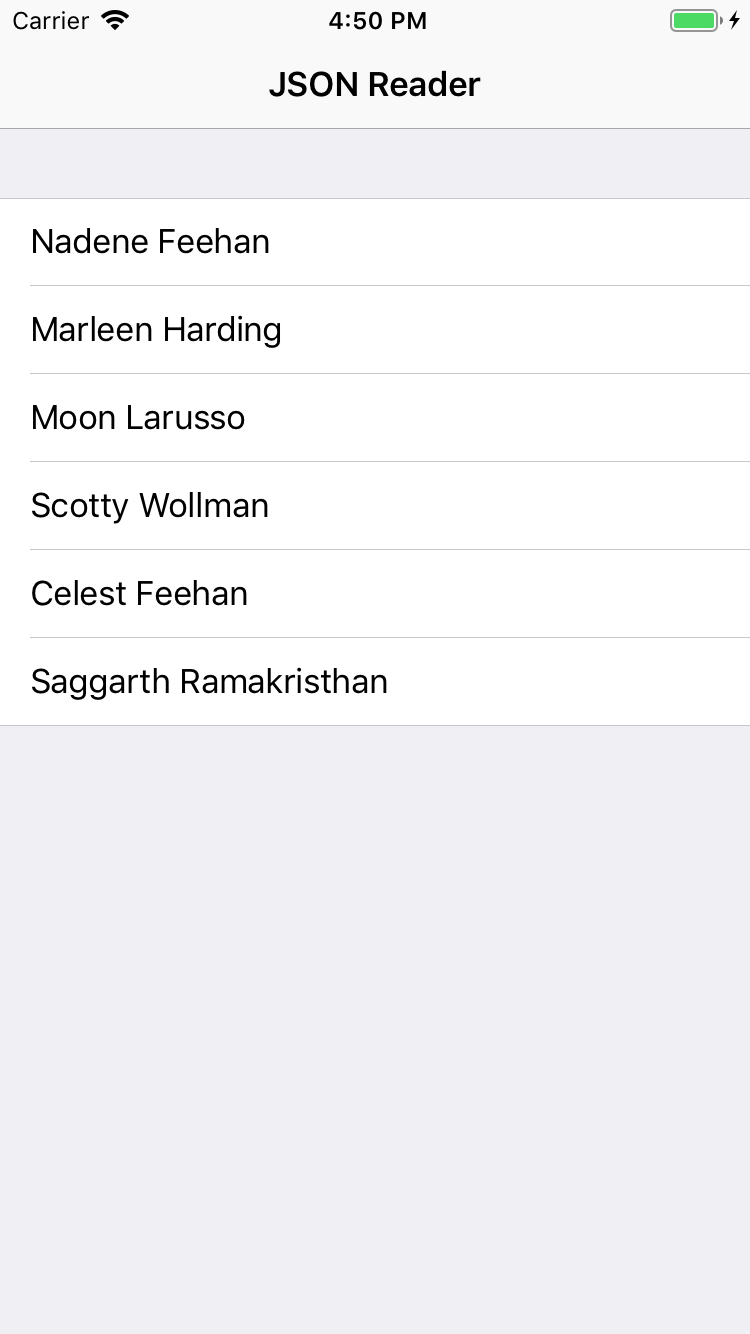 Carrier 4:50 PM
JSON Reader
Nadene Feehan
Marleen Harding
Moon Larusso
Scotty Wollman
Celest Feehan
Saggarth Ramakristhan